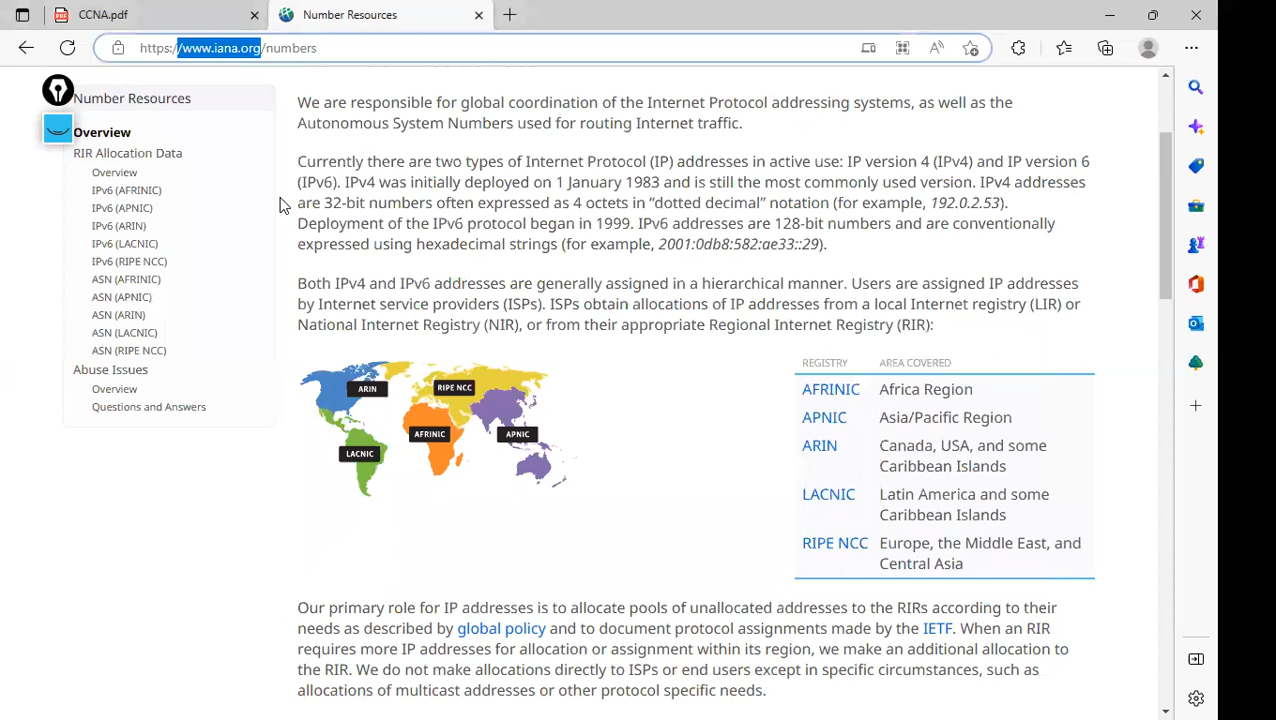 CCNA.pdf
Number Resources
https://www.iana.org/numbers
Number Resources
Overview
RIR Allocation Data
Overview
IPv6 (AFRINIC)
IPv6 (APNIC)
IPv6 (ARIN)
IPv6 (LACNIC)
IPv6 (RIPE NCC)
ASN (AFRINIC)
ASN (APNIC)
ASN (ARIN)
ASN (LACNIC)
ASN (RIPE NCC)
Abuse Issues
Overview
Questions and Answers
We are responsible for global coordination of the Internet Protocol addressing systems, as well as the
Autonomous System Numbers used for routing Internet traffic.
Currently there are two types of Internet Protocol (IP) addresses in active use: IP version 4 (IPv4) and IP version 6
(IPv6). IPv4 was initially deployed on 1 January 1983 and is still the most commonly used version. IPv4 addresses
are 32-bit numbers often expressed as 4 octets in “dotted decimal” notation (for example, 192.0.2.53).
Deployment of the IPv6 protocol began in 1999. IPv6 addresses are 128-bit numbers and are conventionally
expressed using hexadecimal strings (for example, 2001:0db8:582:ae33::29).
Both IPv4 and IPv6 addresses are generally assigned in a hierarchical manner. Users are assigned IP addresses
by Internet service providers (ISPs). ISPs obtain allocations of IP addresses from a local Internet registry (LIR) or
National Internet Registry (NIR), or from their appropriate Regional Internet Registry (RIR):
ARIN
RIPE NCC
AFRINIC
APNIC
LACNIC
REGISTRY AREA COVERED
AFRINIC Africa Region
APNIC Asia/Pacific Region
ARIN Canada, USA, and some
Caribbean Islands
LACNIC Latin America and some
Caribbean Islands
RIPE NCC Europe, the Middle East, and
Central Asia
Our primary role for IP addresses is to allocate pools of unallocated addresses to the RIRs according to their
needs as described by global policy and to document protocol assignments made by the IETF. When an RIR
requires more IP addresses for allocation or assignment within its region, we make an additional allocation to
the RIR. We do not make allocations directly to ISPs or end users except in specific circumstances, such as
allocations of multicast addresses or other protocol specific needs.